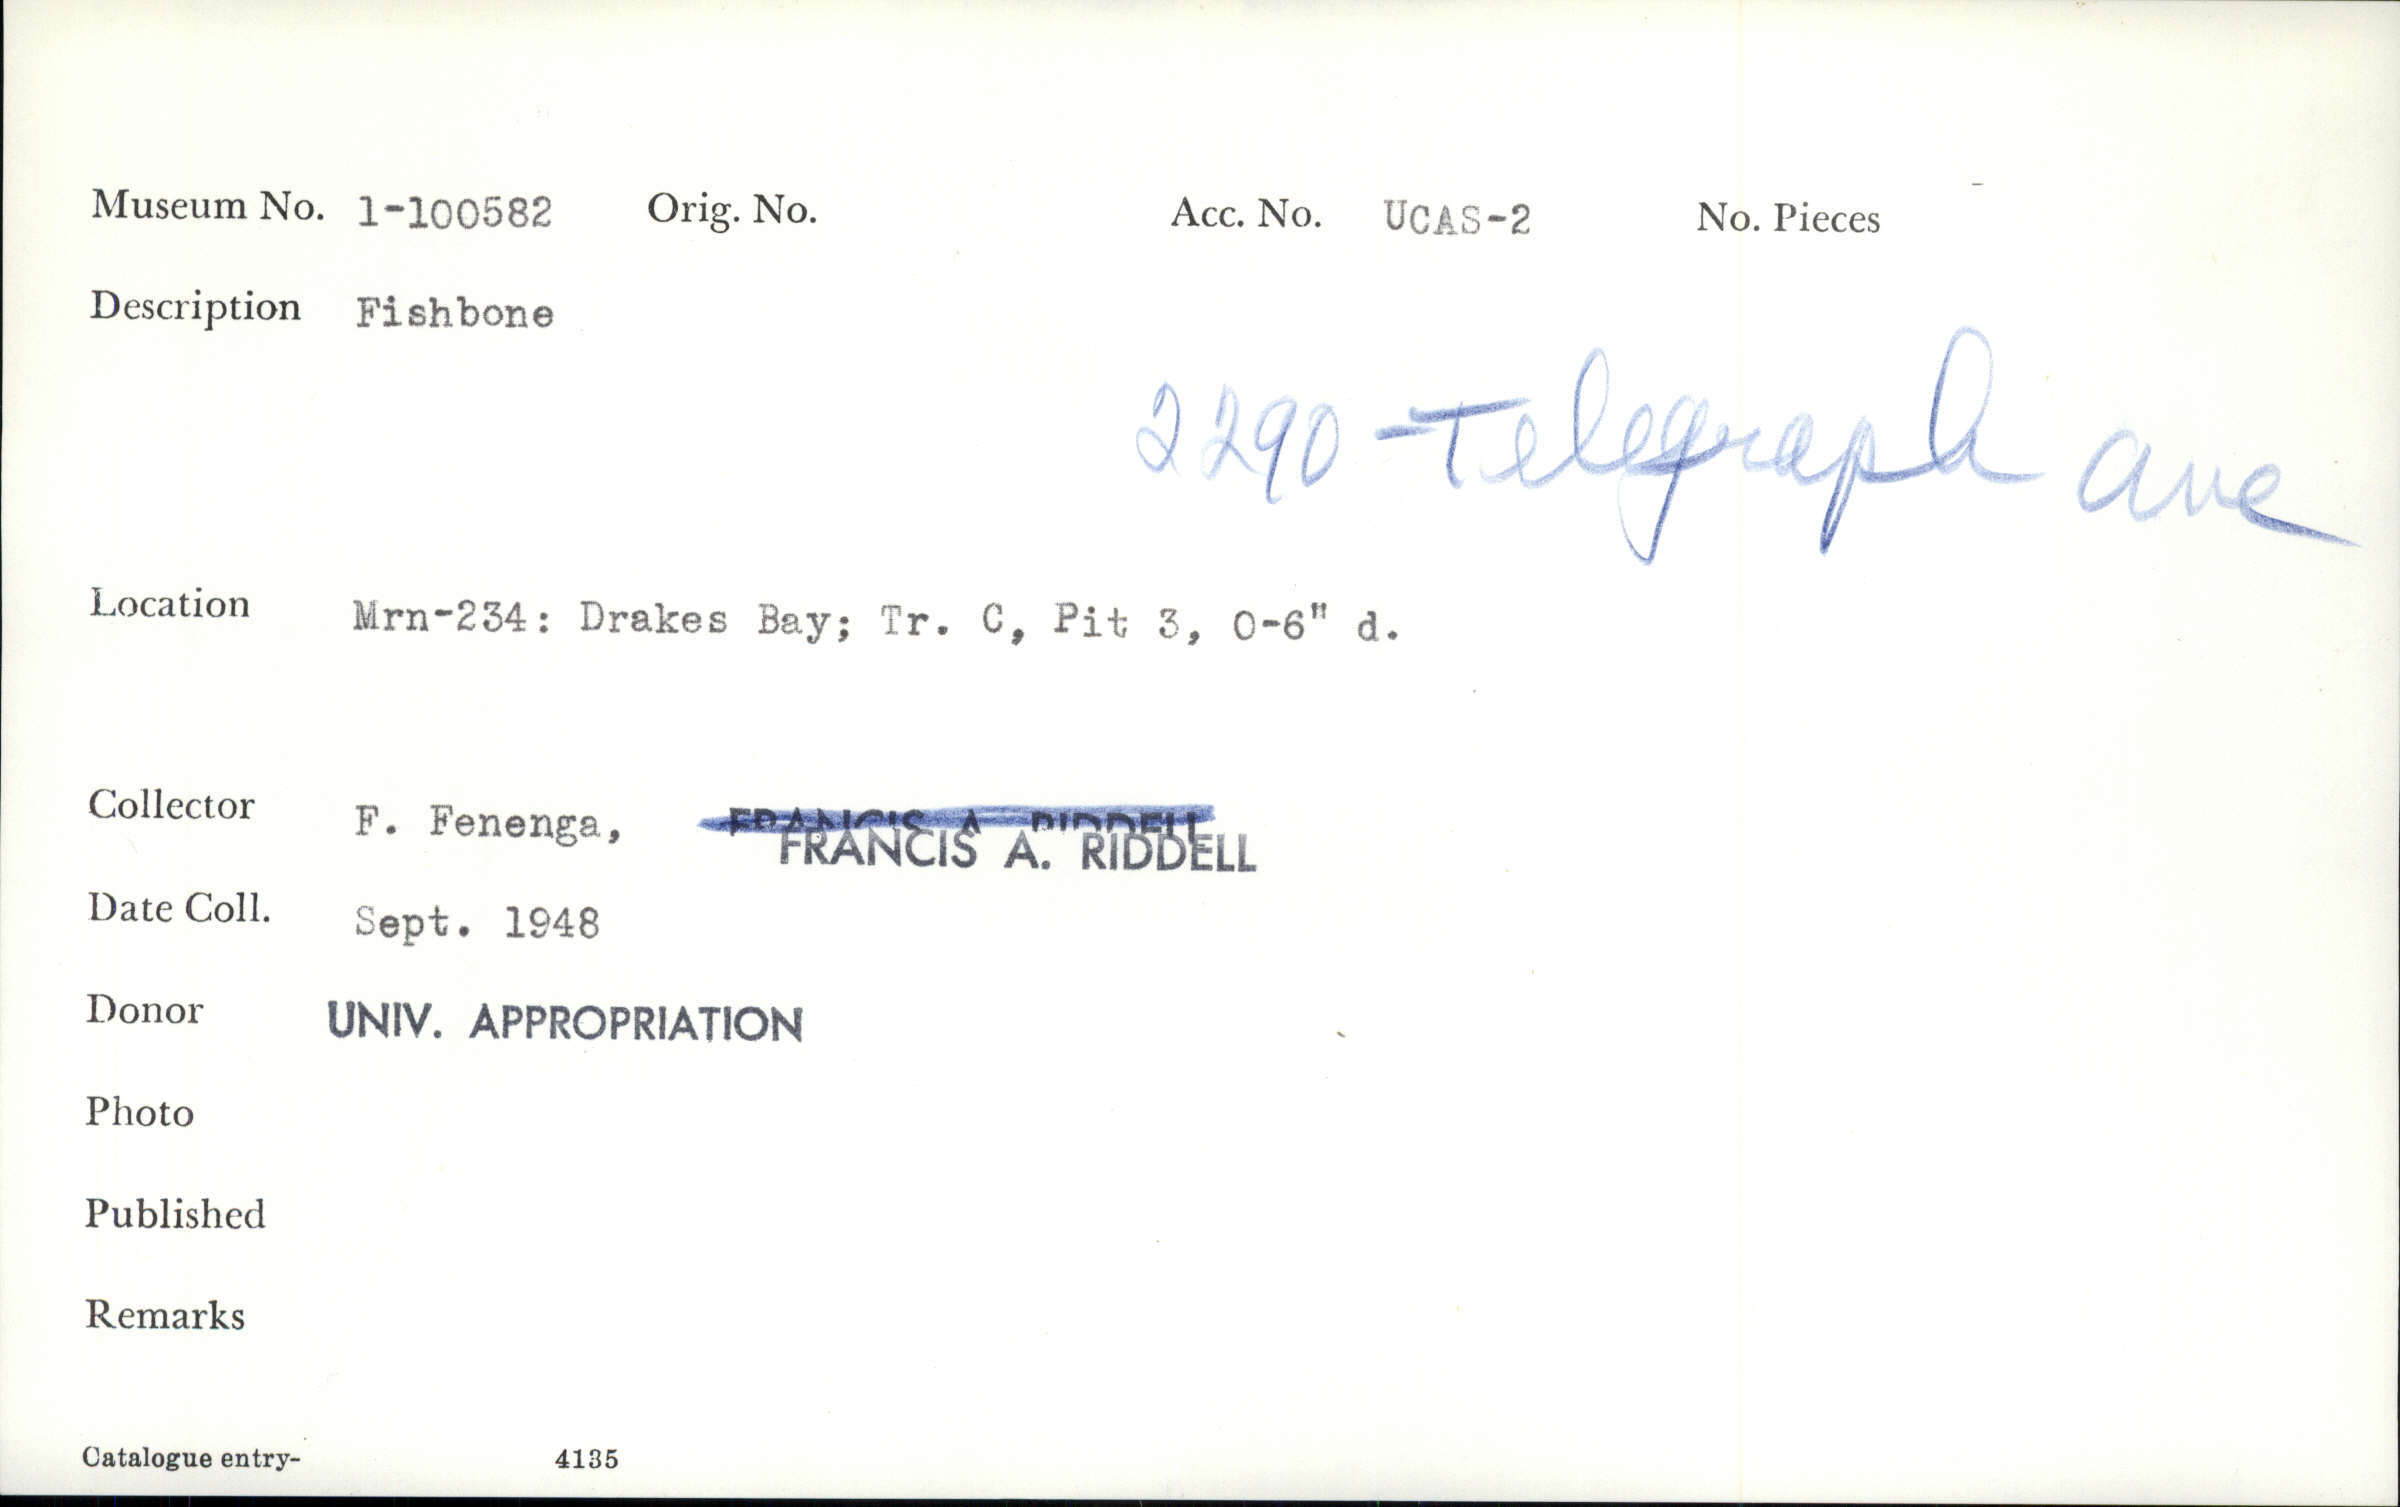 Museum No. 1-100582 Orig. No. Acc. No. UCAS-2 No. Pieces
Description Fishbone
2290 - Telegraph Ave
Location Mrn-234: Drakes Bay; Tr. C, Pit 3, 0-6" d.
FRANCIS A. RIDDELL
Collector F. Fenenga, FRANCIS A. RIDDELL
Date Coll. Sept. 1948
Donor UNIV. APPROPRIATION
Photo
Published
Remarks
Catalogue entry- 4135